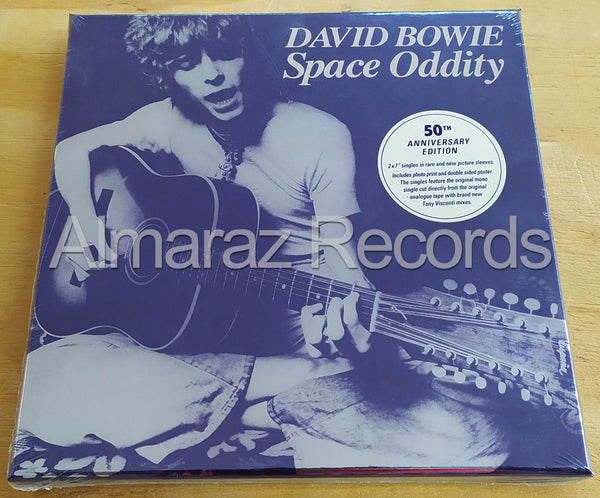 DAVID BOWIE
Space Oddity
50TH
ANNIVERSARY
EDITION
2 x 7" singles in rare and new picture sleeves.
Includes photo print and double sided poster.
The singles feature the original mono
single cut directly from the original
analogue tape with brand new
Tony Visconti mixes.
Almaraz Records